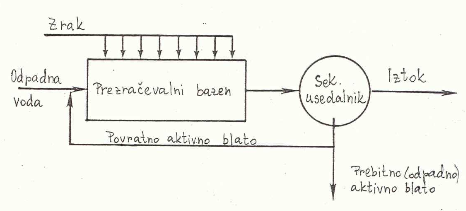 Zrak
Odpadna
voda
Prezračevalni bazen
Sek.
usedalnik
Iztok
Povratno aktivno blato
Prebitno (odpadno)
aktivno blato